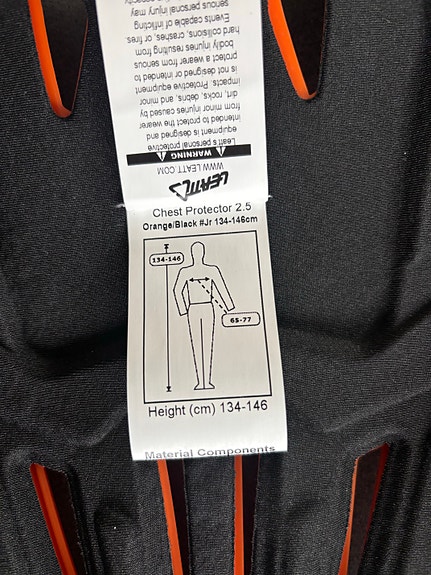 LEATT
WWW.LEATT.COM
WARNING
Leatt's personal protective
equipment is designed and
intended to protect the wearer
from minor injuries caused by
dirt, rocks, debris, and minor
impacts. Protective equipment
is not designed or intended to
protect a wearer from serious
bodily injuries resulting from
hard collisions, crashes, or fires
Events capable of inflicting
serious personal injury may
Chest Protector 2.5
Orange/Black #Jr 134-146cm
134-146
65-77
Height (cm) 134-146
Material Components